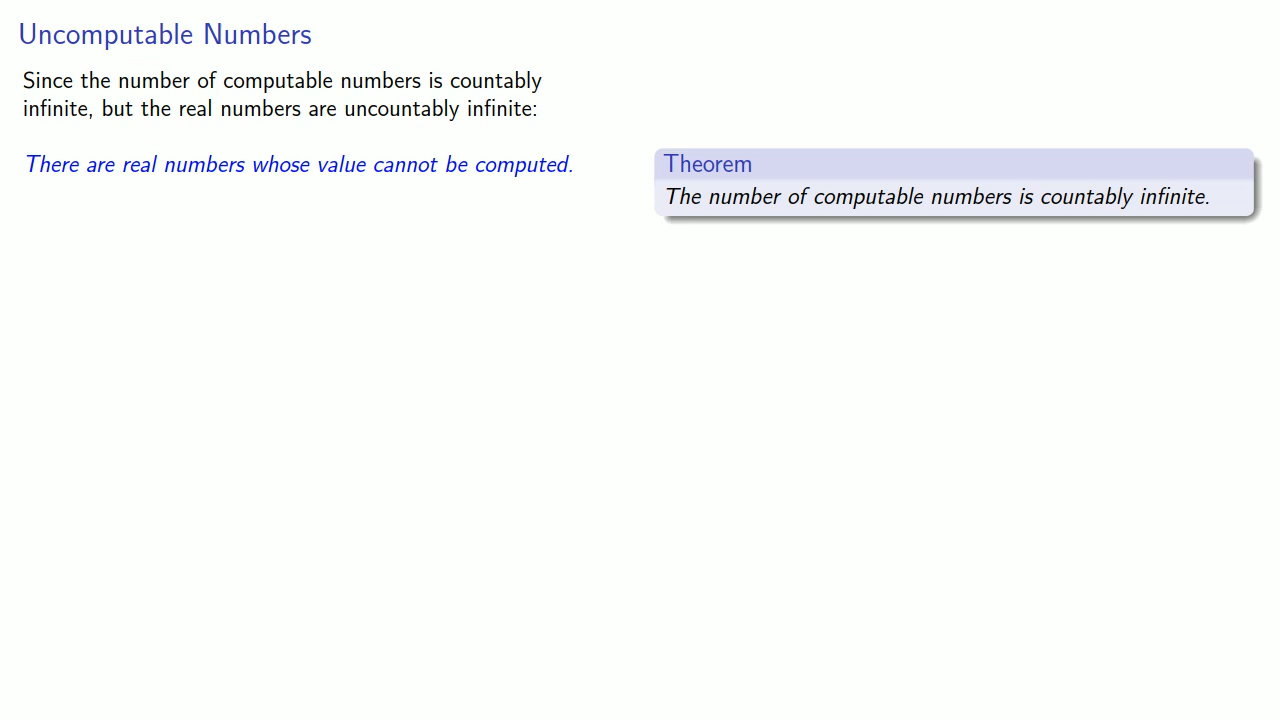 Uncomputable Numbers
Since the number of computable numbers is countably
infinite, but the real numbers are uncountably infinite:
There are real numbers whose value cannot be computed.
Theorem
The number of computable numbers is countably infinite.